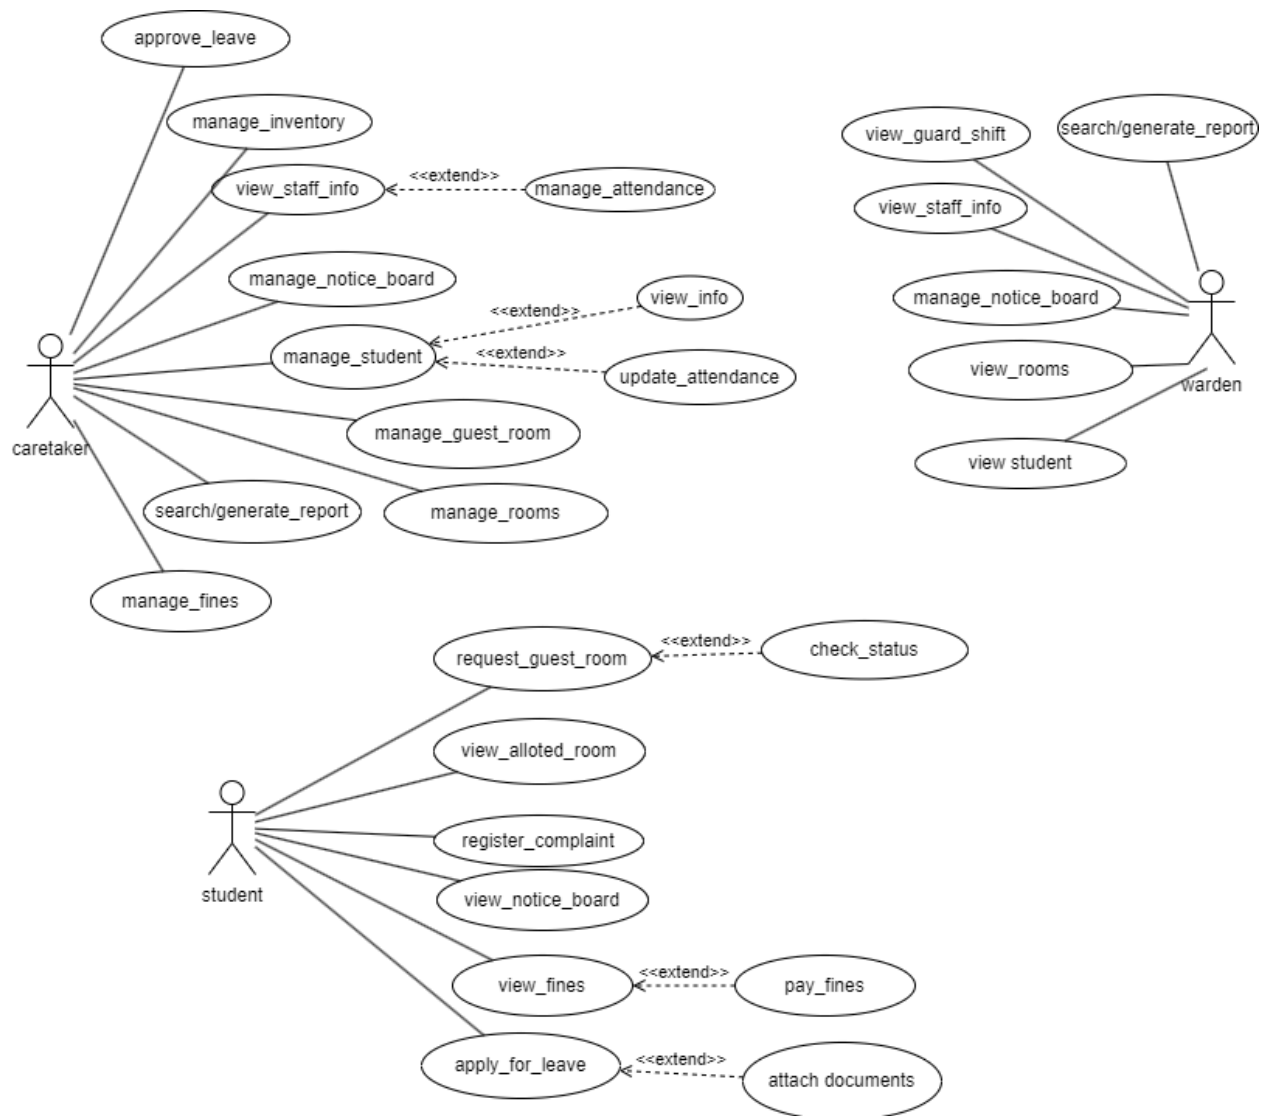 approve_leave
manage_inventory
view_staff_info
<<extend>>
manage_attendance
manage_notice_board
view_info
<<extend>>
manage_student
<<extend>>
update_attendance
caretaker
manage_guest_room
search/generate_report
manage_rooms
manage_fines
view_guard_shift
search/generate_report
view_staff_info
manage_notice_board
view_rooms
warden
view student
request_guest_room
<<extend>>
check_status
view_alloted_room
student
register_complaint
view_notice_board
view_fines
<<extend>>
pay_fines
apply_for_leave
<<extend>>
attach documents